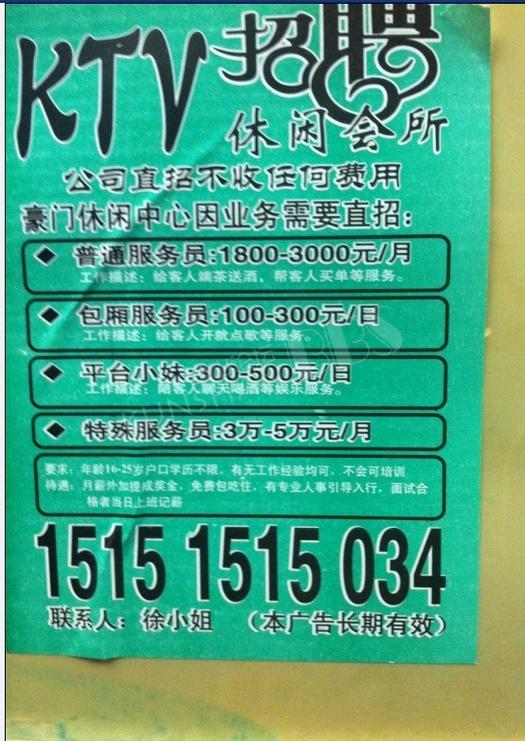 KTV招聘
休闲会所
公司直招不收任何费用
豪门休闲中心因业务需要直招：
◆ 普通服务员:1800-3000元/月
工作描述：给客人端茶送酒，帮客人买单等服务。
◆ 包厢服务员:100-300元/日
工作描述：给客人开就点歌等服务。
◆ 平台小妹:300-500元/日
工作描述：陪客人聊天喝酒等娱乐服务。
◆ 特殊服务员:3万-5万元/月
要求：年龄16-28岁户口学历不限，有无工作经验均可，不会可培训
待遇：月薪外加提成奖金，免费包吃住，有专业人事引导入行，面试合
格者当日上班记薪
1515 1515 034
联系人：徐小姐 （本广告长期有效）